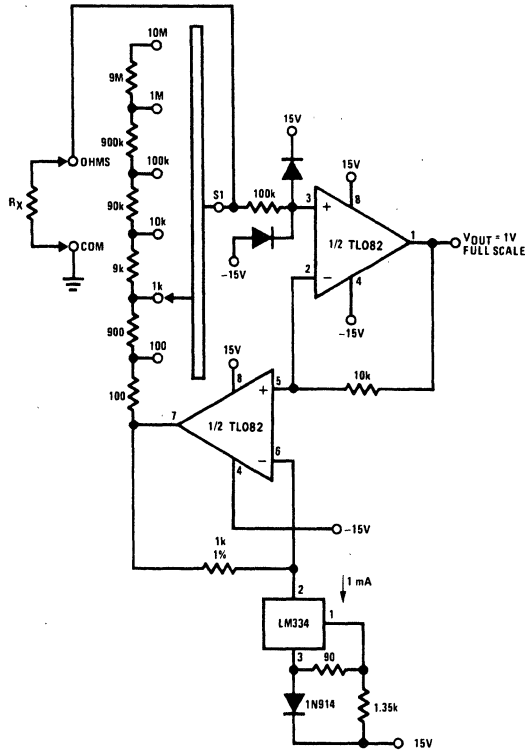 10M
9M
1M
900k
100k
OHMS
RX
90k
10k
COM
9k
1k
900
100
100
S1
100k
15V
-15V
3
+
15V
8
1/2 TL082
1
2
-
4
-15V
VOUT = 1V
FULL SCALE
10k
15V
8
5
+
7
1/2 TL082
6
-
4
-15V
1k
1%
2
1 mA
LM334
1
3
90
1N914
1.35k
15V